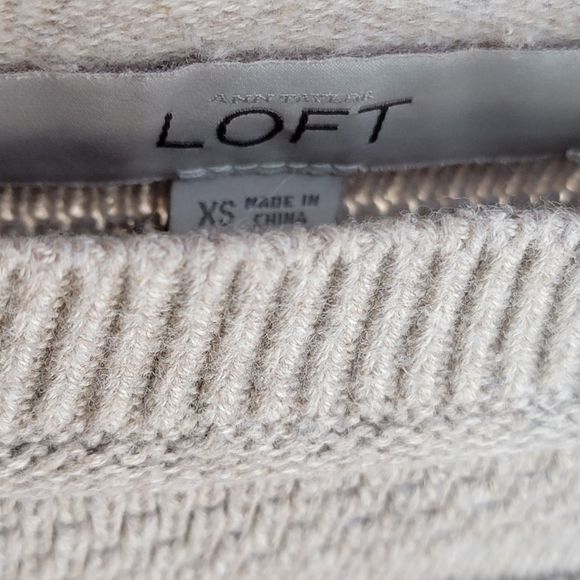 ANN TAYLOR
LOFT
XS MADE IN
CHINA